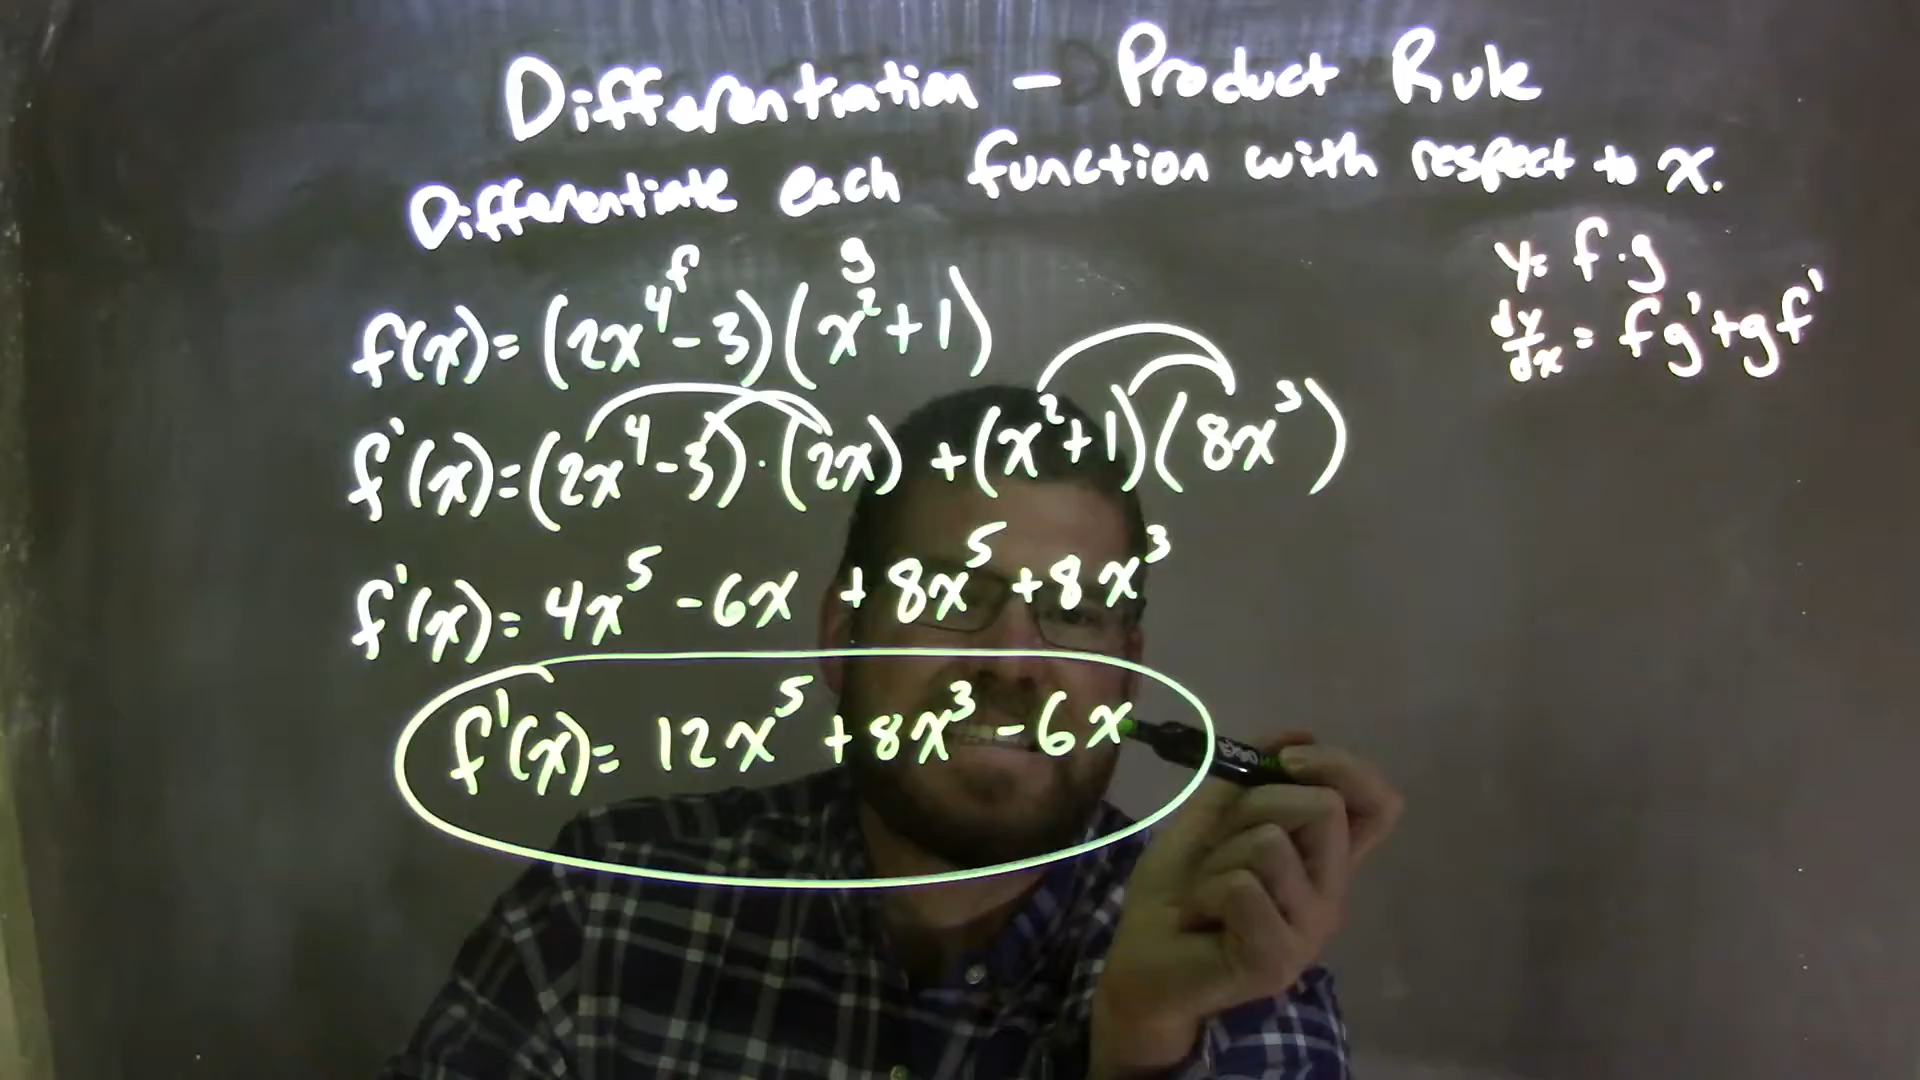 Differentiation - Product Rule
Differentiate each function with respect to x.
y= f·g
dy/dx = fg'+gf'
f g
f(x)= (2x⁴-3)(x²+1)
f'(x)=(2x⁴-3)·(2x) +(x²+1)(8x³)
f'(x)= 4x⁵ -6x + 8x⁵ +8x³
f'(x)= 12x⁵ +8x³ -6x
EXPO